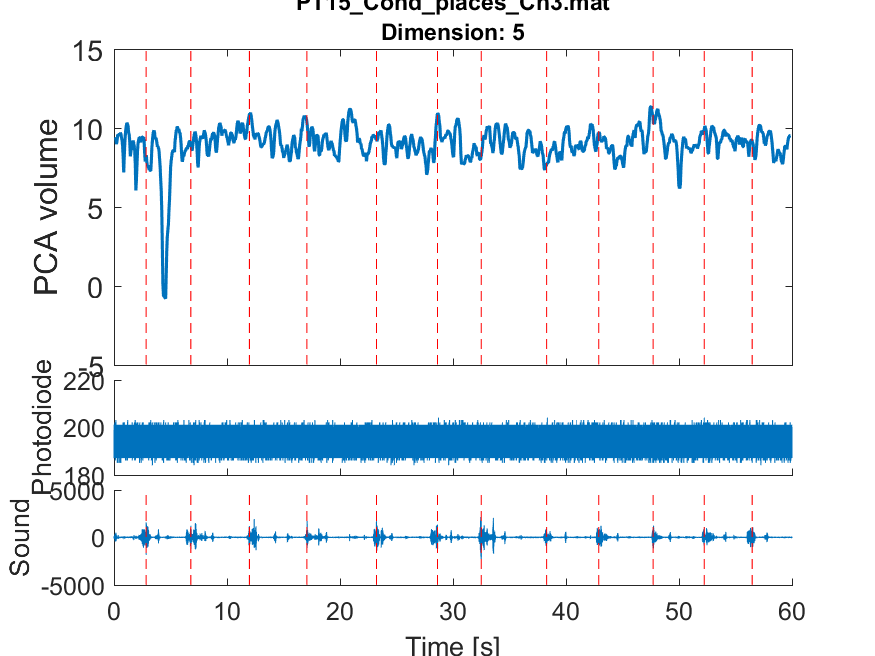 PT15_Cond_places_Ch3.mat
Dimension: 5
15
10
5
0
-5
PCA volume
220
200
180
Photodiode
5000
0
-5000
Sound
0 10 20 30 40 50 60
Time [s]